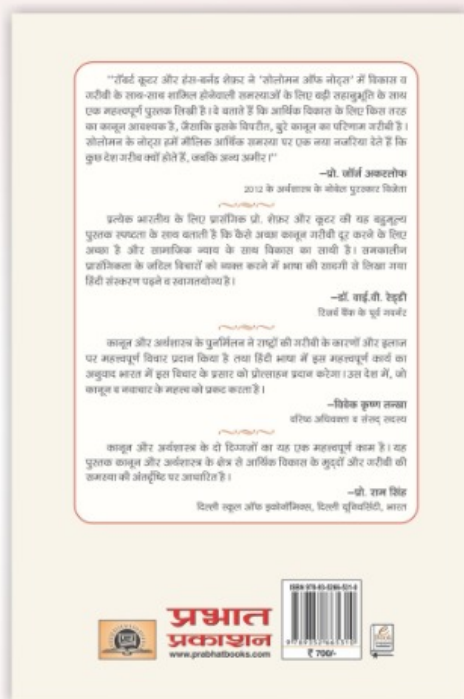 ''रॉबर्ट कूटर और हंस-बर्नड शेफ़र ने 'सोलोमन ऑफ नोट्स' में विकास व
गरीबी के साथ-साथ शामिल होनेवाली समस्याओं के लिए बड़ी सहानुभूति के साथ
एक महत्त्वपूर्ण पुस्तक लिखी है। वे बताते हैं कि आर्थिक विकास के लिए किस तरह
का कानून आवश्यक है, जैसाकि इसके विपरीत, बुरे कानून का परिणाम गरीबी है।
सोलोमन के नोट्स हमें मौलिक आर्थिक समस्या पर एक नया नजरिया देते हैं कि
कुछ देश गरीब क्यों होते हैं, जबकि अन्य अमीर।''
—प्रो. जॉर्ज अकरलोफ
2012 के अर्थशास्त्र के नोबेल पुरस्कार विजेता
प्रत्येक भारतीय के लिए प्रासंगिक प्रो. शेफ़र और कूटर की यह बहुमूल्य
पुस्तक स्पष्टता के साथ बताती है कि कैसे अच्छा कानून गरीबी दूर करने के लिए
अच्छा है और सामाजिक न्याय के साथ विकास का साथी है। समकालीन
प्रासंगिकता के जटिल विचारों को व्यक्त करने में भाषा की सादगी से लिखा गया
हिंदी संस्करण पढ़ने व स्वागतयोग्य है।
—डॉ. वाई.वी. रेड्डी
रिजर्व बैंक के पूर्व गवर्नर
कानून और अर्थशास्त्र के पुनर्मिलन ने राष्ट्रों की गरीबी के कारणों और इलाज
पर महत्त्वपूर्ण विचार प्रदान किया है तथा हिंदी भाषा में इस महत्त्वपूर्ण कार्य का
अनुवाद भारत में इस विचार के प्रसार को प्रोत्साहन प्रदान करेगा। उस देश में, जो
कानून व नवाचार के महत्त्व को प्रकट करता है।
—विवेक कृष्ण तन्खा
वरिष्ठ अधिवक्ता व संसद् सदस्य
कानून और अर्थशास्त्र के दो दिग्गजों का यह एक महत्त्वपूर्ण काम है। यह
पुस्तक कानून और अर्थशास्त्र के क्षेत्र से आर्थिक विकास के मुद्दों और गरीबी की
समस्या की अंतर्दृष्टि पर आधारित है।
—प्रो. राम सिंह
दिल्ली स्कूल ऑफ इकोनॉमिक्स, दिल्ली यूनिवर्सिटी, भारत
प्रभात
प्रकाशन
www.prabhatbooks.com
₹ 700/-